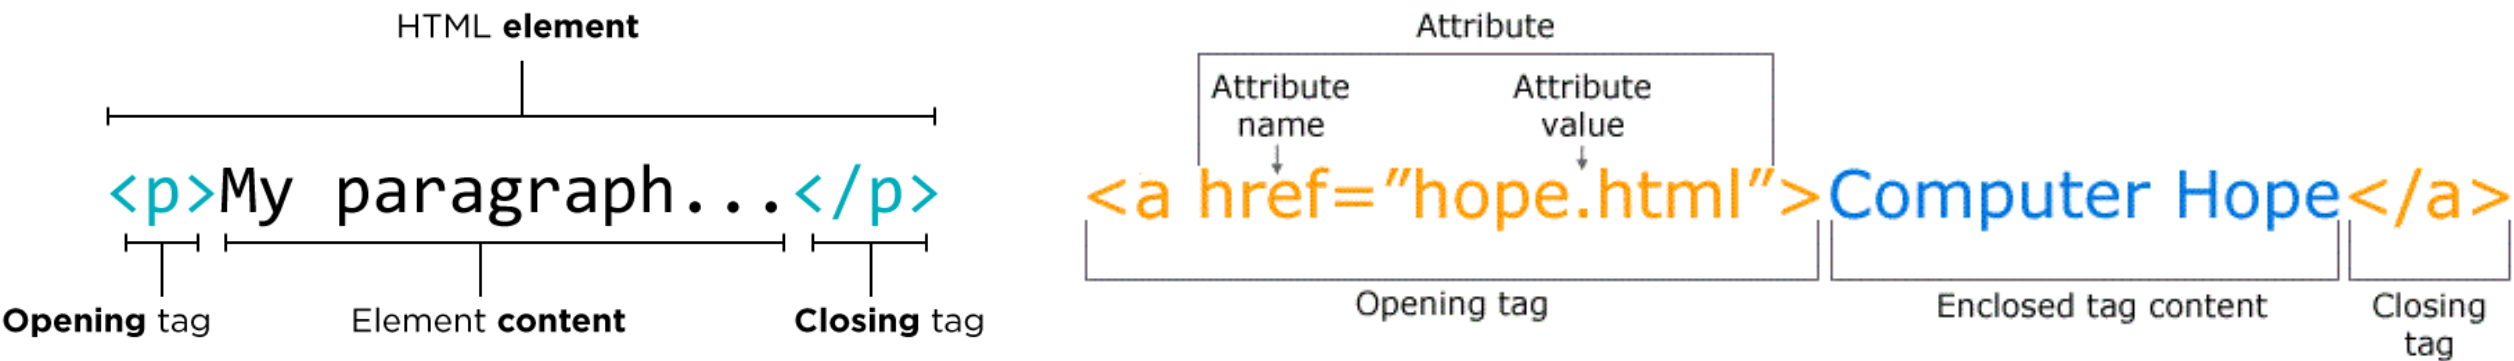 HTML element
<p>My paragraph...</p>
Opening tag
Element content
Closing tag
Attribute
Attribute
name
Attribute
value
<a href=”hope.html”>Computer Hope</a>
Opening tag
Enclosed tag content
Closing
tag